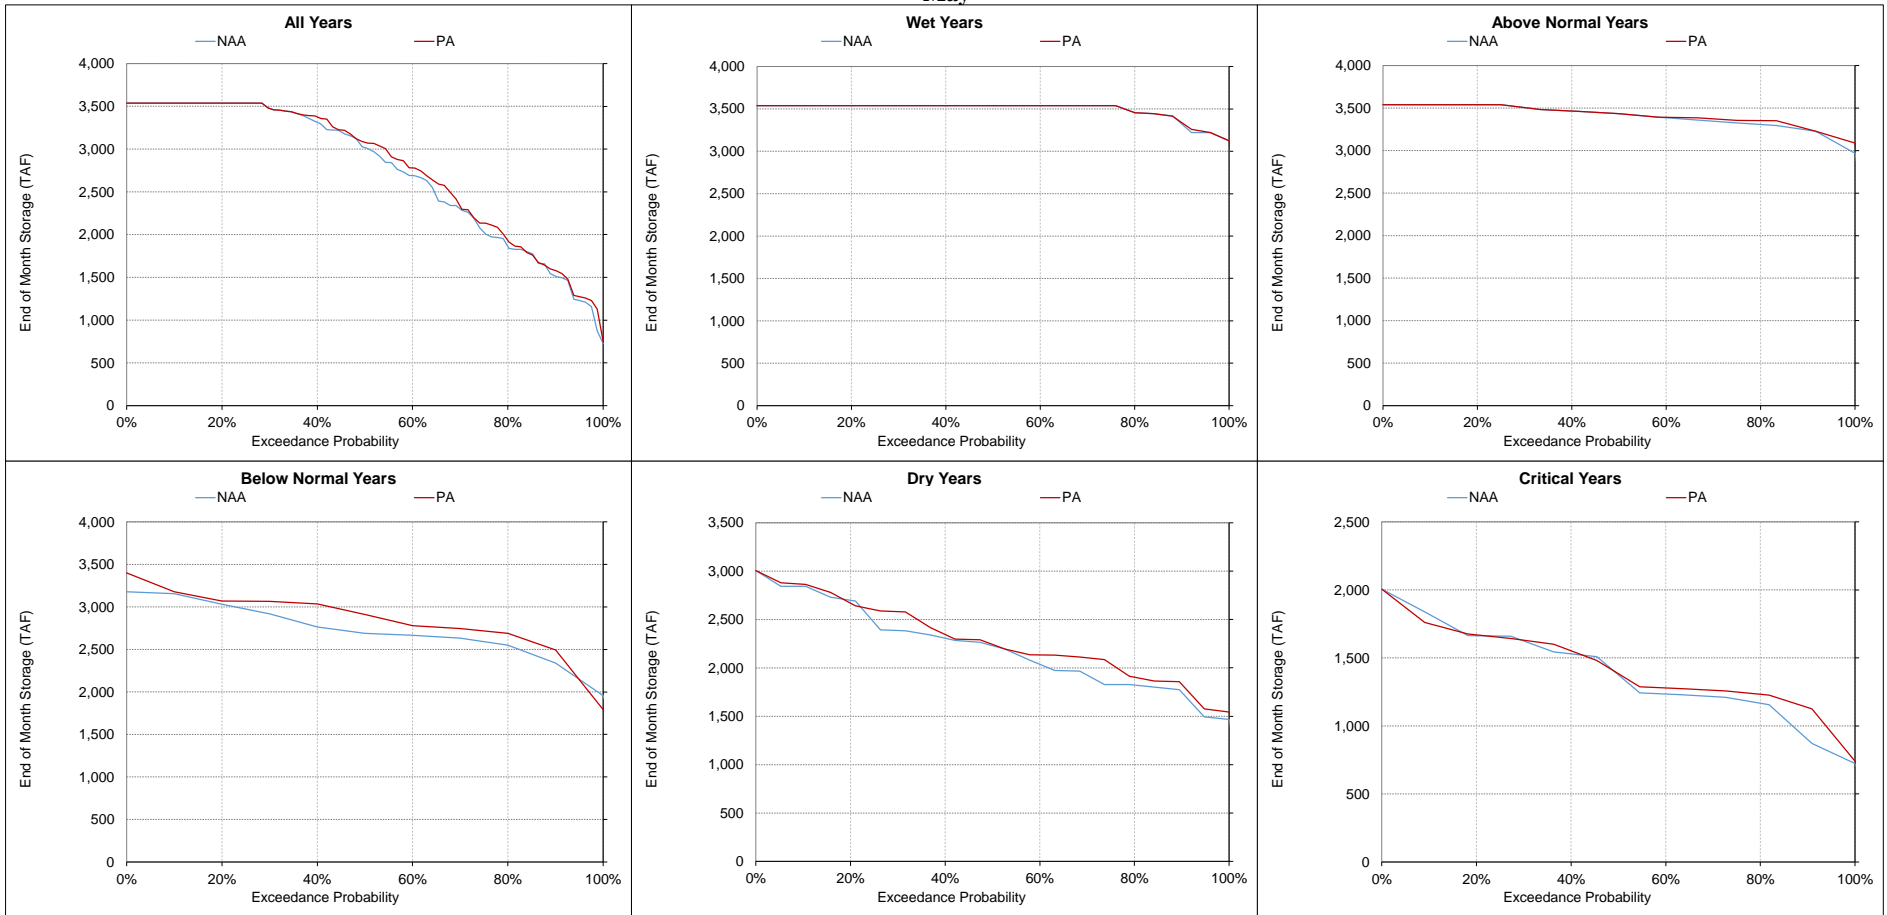 All Years
NAA PA
4,000
3,500
3,000
2,500
2,000
1,500
1,000
500
0
End of Month Storage (TAF)
0% 20% 40% 60% 80% 100%
Exceedance Probability
Wet Years
NAA PA
4,000
3,500
3,000
2,500
2,000
1,500
1,000
500
0
End of Month Storage (TAF)
0% 20% 40% 60% 80% 100%
Exceedance Probability
Above Normal Years
NAA PA
4,000
3,500
3,000
2,500
2,000
1,500
1,000
500
0
End of Month Storage (TAF)
0% 20% 40% 60% 80% 100%
Exceedance Probability
Below Normal Years
NAA PA
4,000
3,500
3,000
2,500
2,000
1,500
1,000
500
0
End of Month Storage (TAF)
0% 20% 40% 60% 80% 100%
Exceedance Probability
Dry Years
NAA PA
3,500
3,000
2,500
2,000
1,500
1,000
500
0
End of Month Storage (TAF)
0% 20% 40% 60% 80% 100%
Exceedance Probability
Critical Years
NAA PA
2,500
2,000
1,500
1,000
500
0
End of Month Storage (TAF)
0% 20% 40% 60% 80% 100%
Exceedance Probability